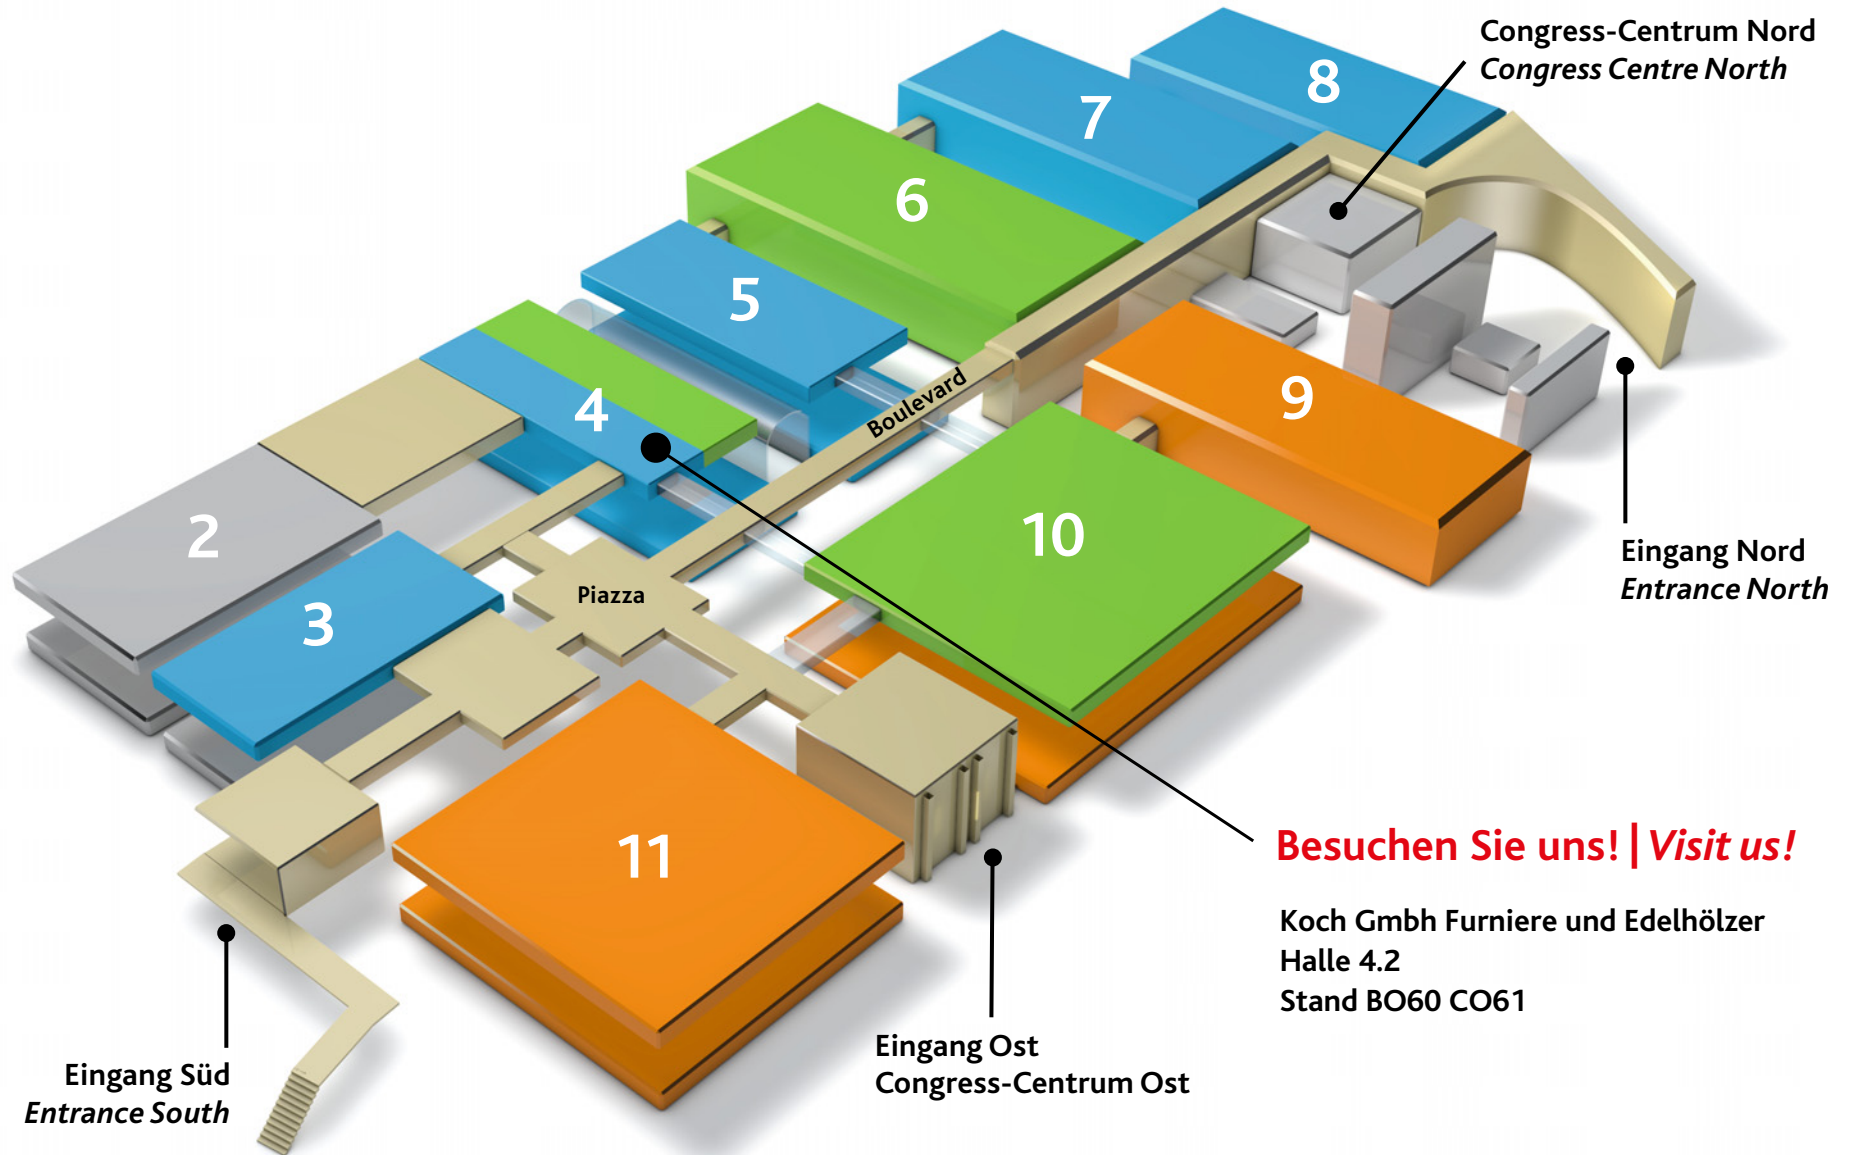 Congress-Centrum Nord
Congress Centre North
8
7
6
5
4
9
Boulevard
2
10
Eingang Nord
Entrance North
3
Piazza
11
Besuchen Sie uns! | Visit us!
Koch Gmbh Furniere und Edelhölzer
Halle 4.2
Stand BO60 CO61
Eingang Ost
Congress-Centrum Ost
Eingang Süd
Entrance South